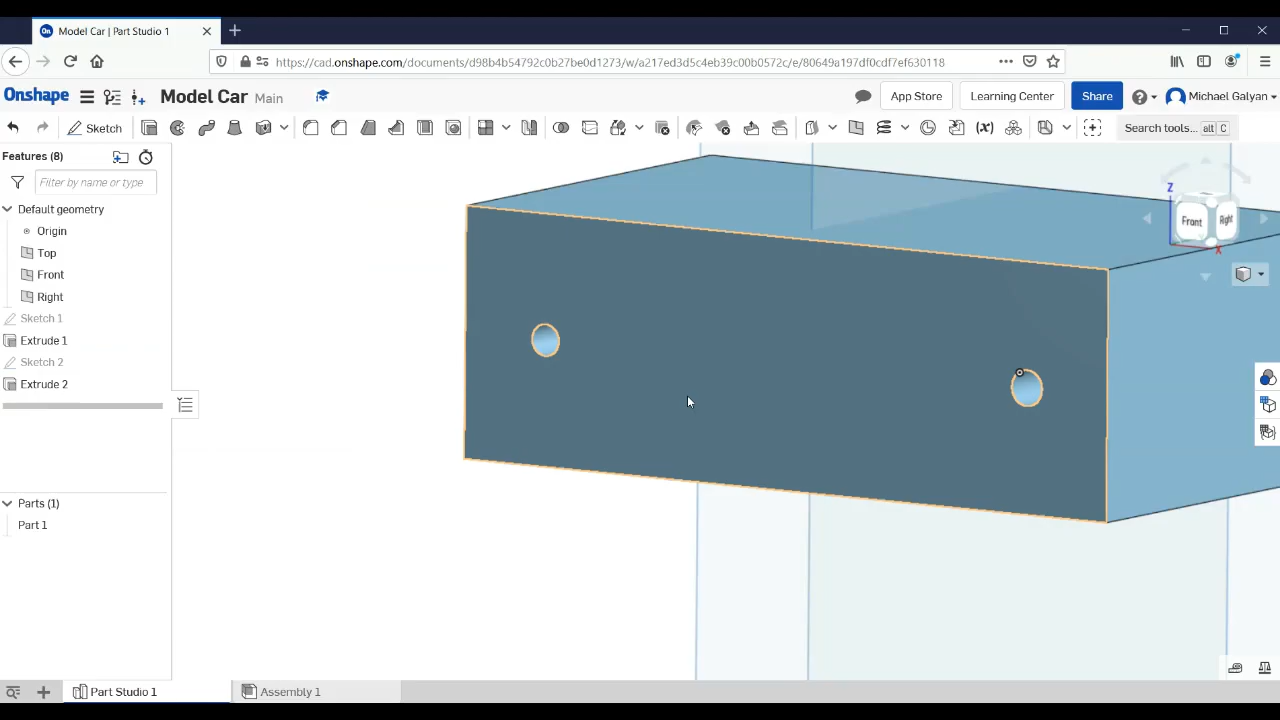 On Model Car | Part Studio 1
https://cad.onshape.com/documents/d98b4b54792c0b27be0d1273/w/a217ed3d5c4eb39c00b0572c/e/80649a197df0cdf7ef630118
Onshape Model Car Main App Store Learning Center Share Michael Galyan
Sketch (x) Search tools... alt C
Features (8)
Filter by name or type
Default geometry
Origin
Top
Front
Right
Sketch 1
Extrude 1
Sketch 2
Extrude 2
Parts (1)
Part 1
Z
Front Right
X
Part Studio 1 Assembly 1